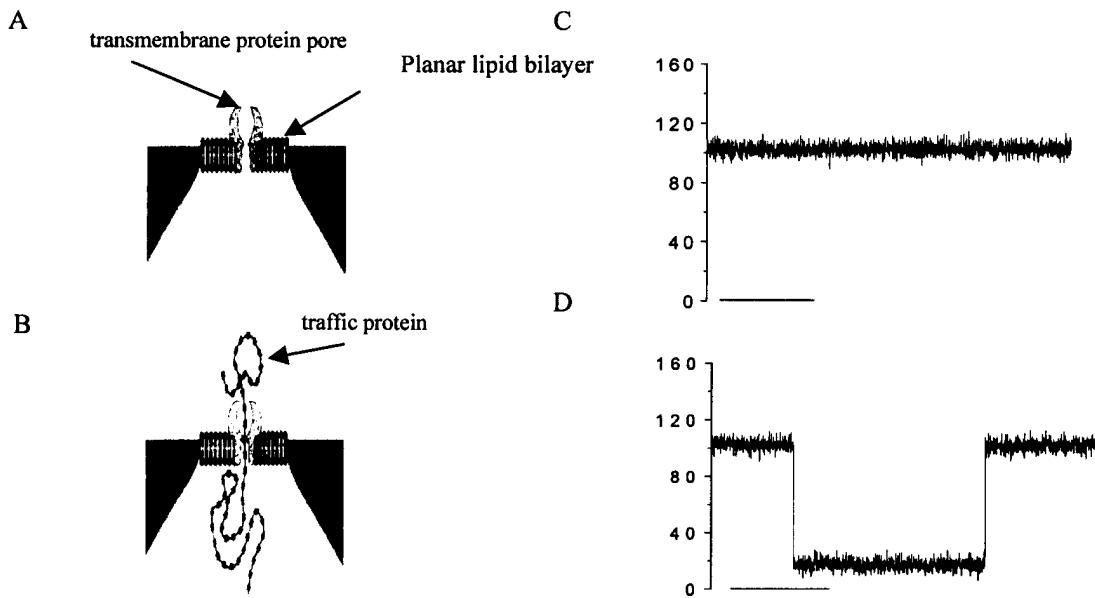 A
transmembrane protein pore
Planar lipid bilayer
B
traffic protein
C
160
120
80
40
0
D
160
120
80
40
0